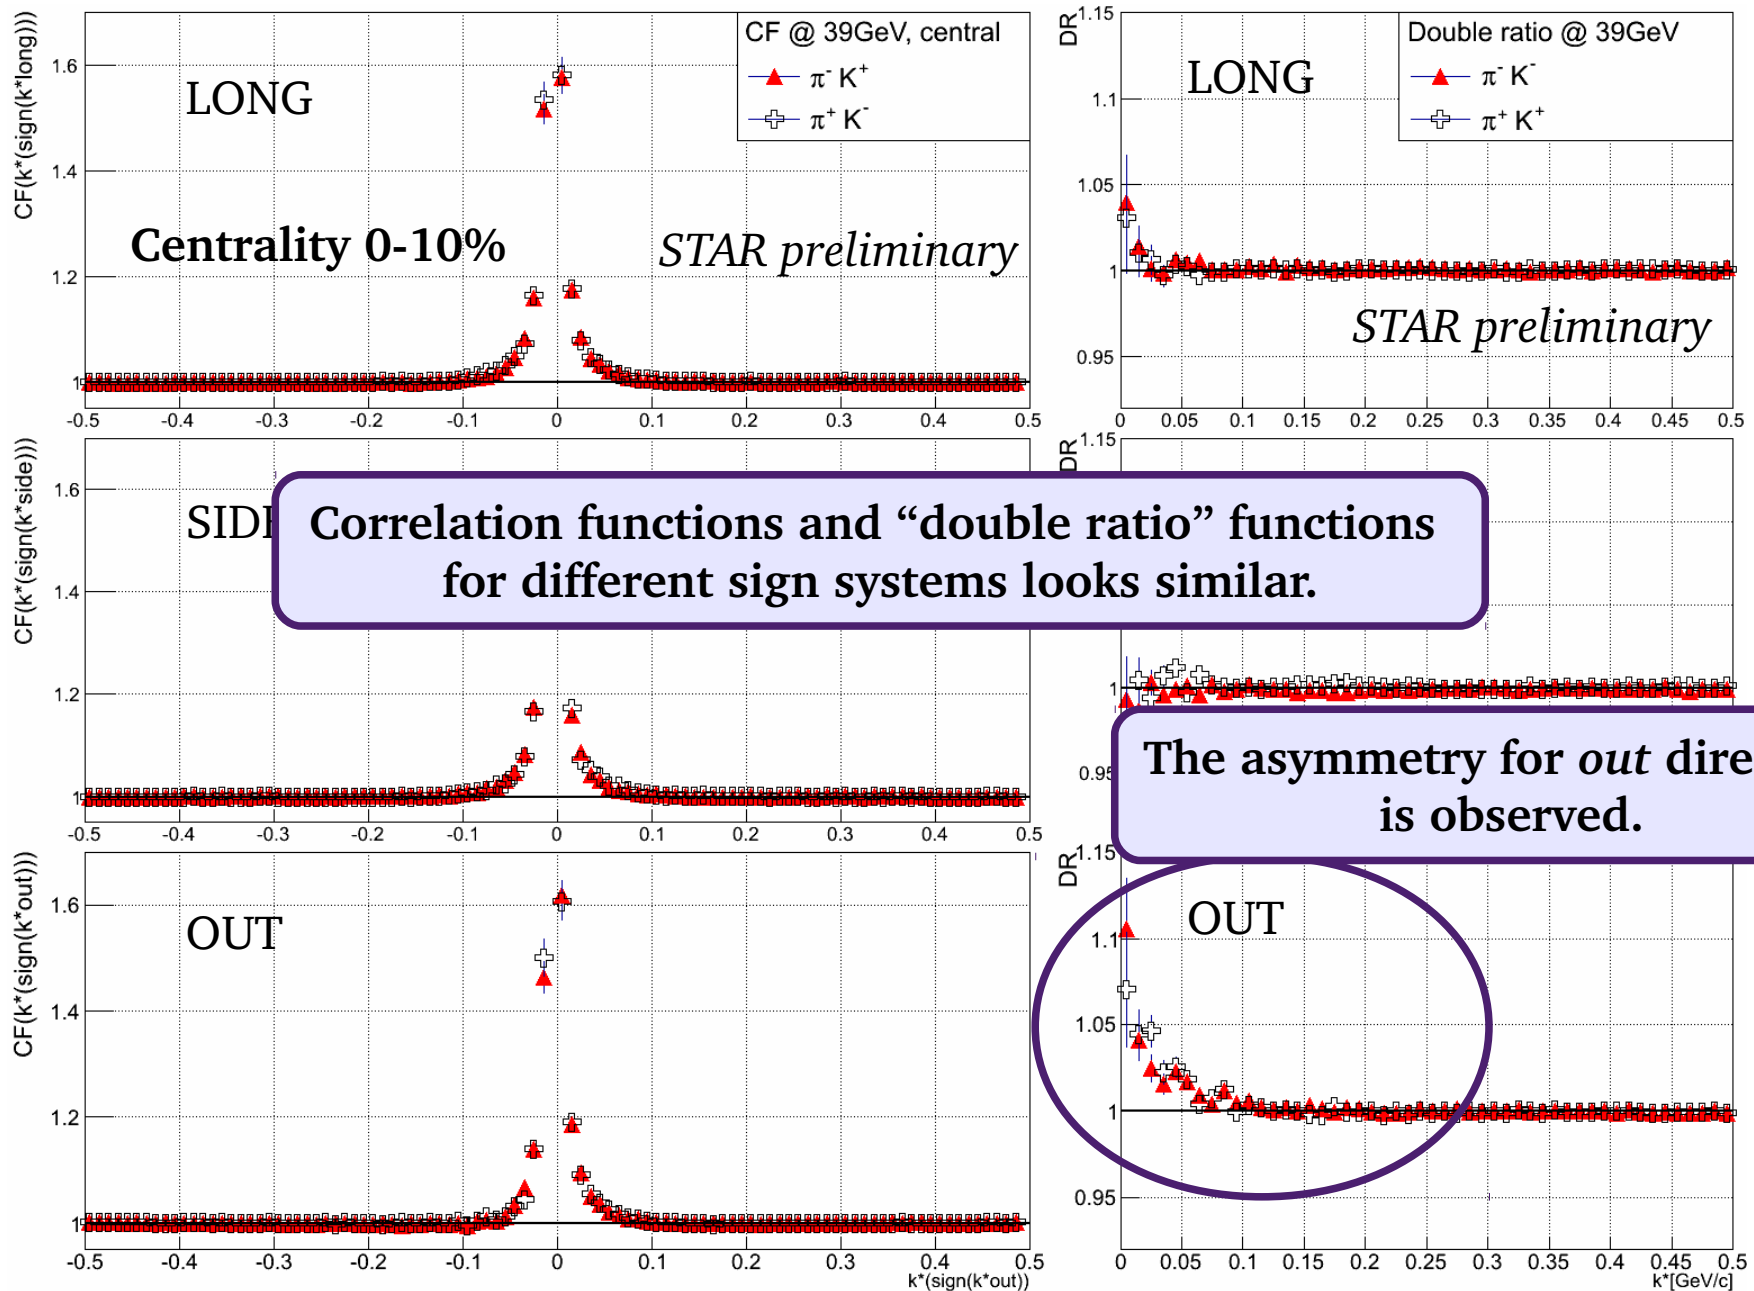 CF(k*(sign(k*long)))
1.6
1.4
1.2
1
LONG
CF @ 39GeV, central
π⁻ K⁺
π⁺ K⁻
Centrality 0-10%
STAR preliminary
-0.5 -0.4 -0.3 -0.2 -0.1 0 0.1 0.2 0.3 0.4 0.5
DR
1.15
1.1
1.05
1
0.95
LONG
Double ratio @ 39GeV
π⁻ K⁻
π⁺ K⁺
STAR preliminary
0 0.05 0.1 0.15 0.2 0.25 0.3 0.35 0.4 0.45 0.5
CF(k*(sign(k*side)))
1.6
1.4
1.2
1
-0.5 -0.4 -0.3 -0.2 -0.1 0 0.1 0.2 0.3 0.4 0.5
DR
1.15
1
0.95
Correlation functions and “double ratio” functions
for different sign systems looks similar.
The asymmetry for out
is observed.
CF(k*(sign(k*out)))
1.6
1.4
1.2
1
OUT
-0.5 -0.4 -0.3 -0.2 -0.1 0 0.1 0.2 0.3 0.4 0.5
k*(sign(k*out))
DR
1.15
1.1
1.05
1
0.95
OUT
0 0.05 0.1 0.15 0.2 0.25 0.3 0.35 0.4 0.45 0.5
k*[GeV/c]